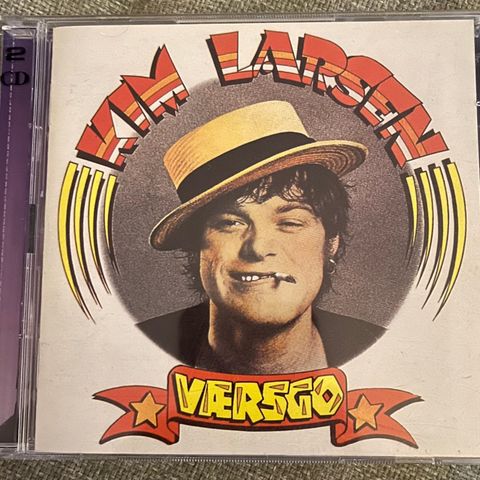 2
CD
KIM LARSEN
VÆRSGO